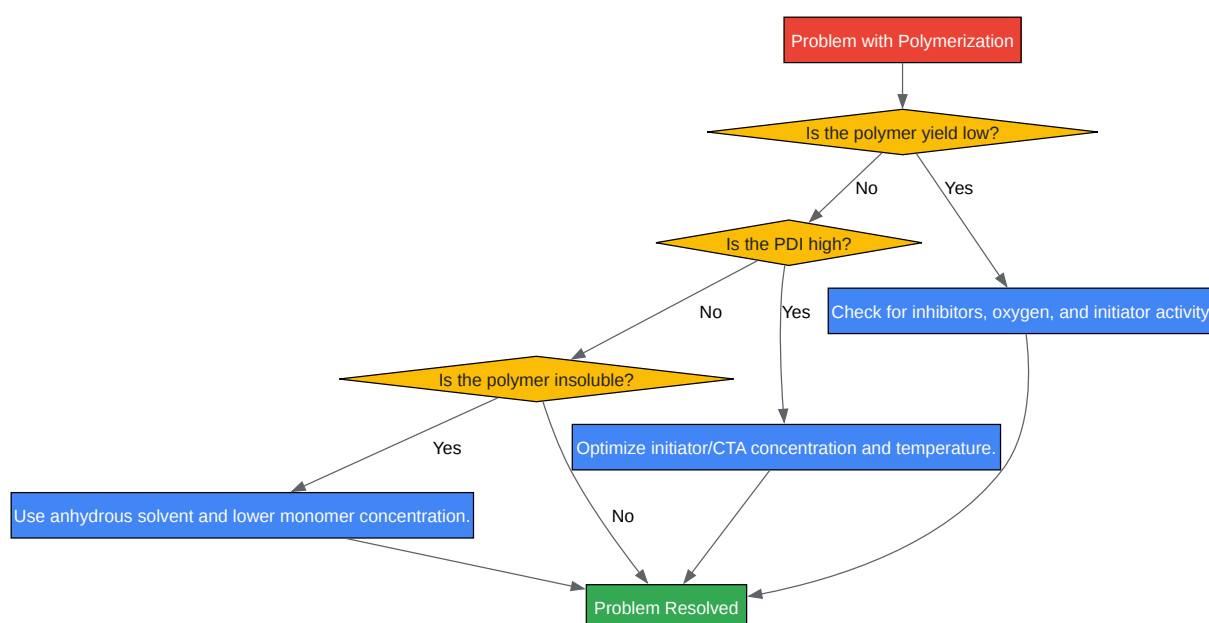 Problem with Polymerization
Is the polymer yield low?
No
Yes
Is the PDI high?
No
Yes
Check for inhibitors, oxygen, and initiator activity
Is the polymer insoluble?
Yes
Optimize initiator/CTA concentration and temperature.
Use anhydrous solvent and lower monomer concentration.
No
Problem Resolved